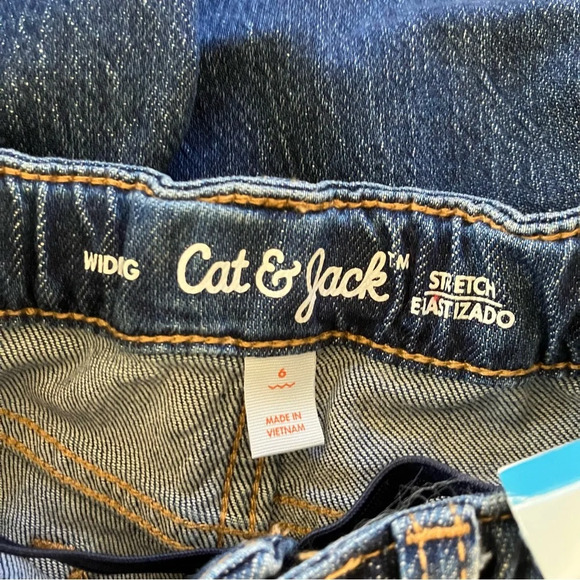 WIDIG
Cat & Jack™
STRETCH
ELASTIZADO
6
MADE IN
VIETNAM